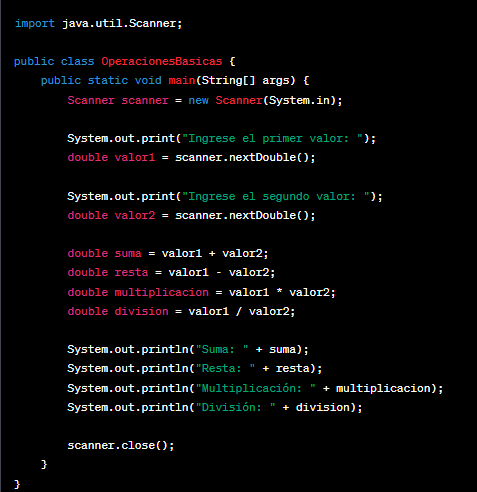 import java.util.Scanner;
public class OperacionesBasicas {
public static void main(String[] args) {
Scanner scanner = new Scanner(System.in);
System.out.print("Ingrese el primer valor: ");
double valor1 = scanner.nextDouble();
System.out.print("Ingrese el segundo valor: ");
double valor2 = scanner.nextDouble();
double suma = valor1 + valor2;
double resta = valor1 - valor2;
double multiplicacion = valor1 * valor2;
double division = valor1 / valor2;
System.out.println("Suma: " + suma);
System.out.println("Resta: " + resta);
System.out.println("Multiplicación: " + multiplicacion);
System.out.println("División: " + division);
scanner.close();
}
}